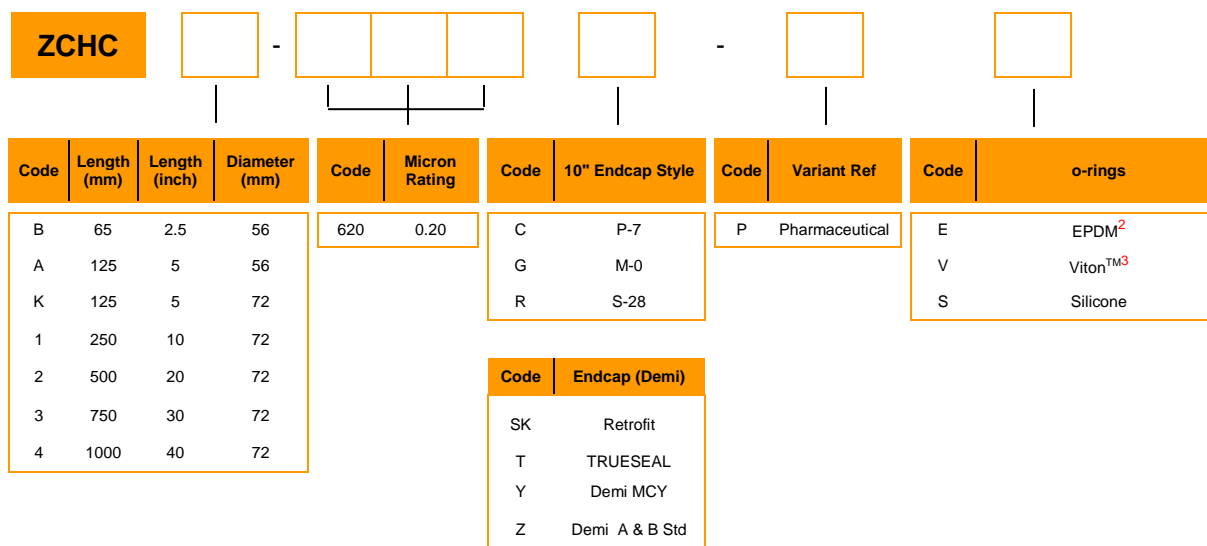 ZCHC - -
Code Length (mm) Length (inch) Diameter (mm)
B 65 2.5 56
A 125 5 56
K 125 5 72
1 250 10 72
2 500 20 72
3 750 30 72
4 1000 40 72
Code Micron Rating
620 0.20
Code 10" Endcap Style
C P-7
G M-0
R S-28
Code Endcap (Demi)
SK Retrofit
T TRUESEAL
Y Demi MCY
Z Demi A & B Std
Code Variant Ref
P Pharmaceutical
Code o-rings
E EPDM2
V Viton™3
S Silicone